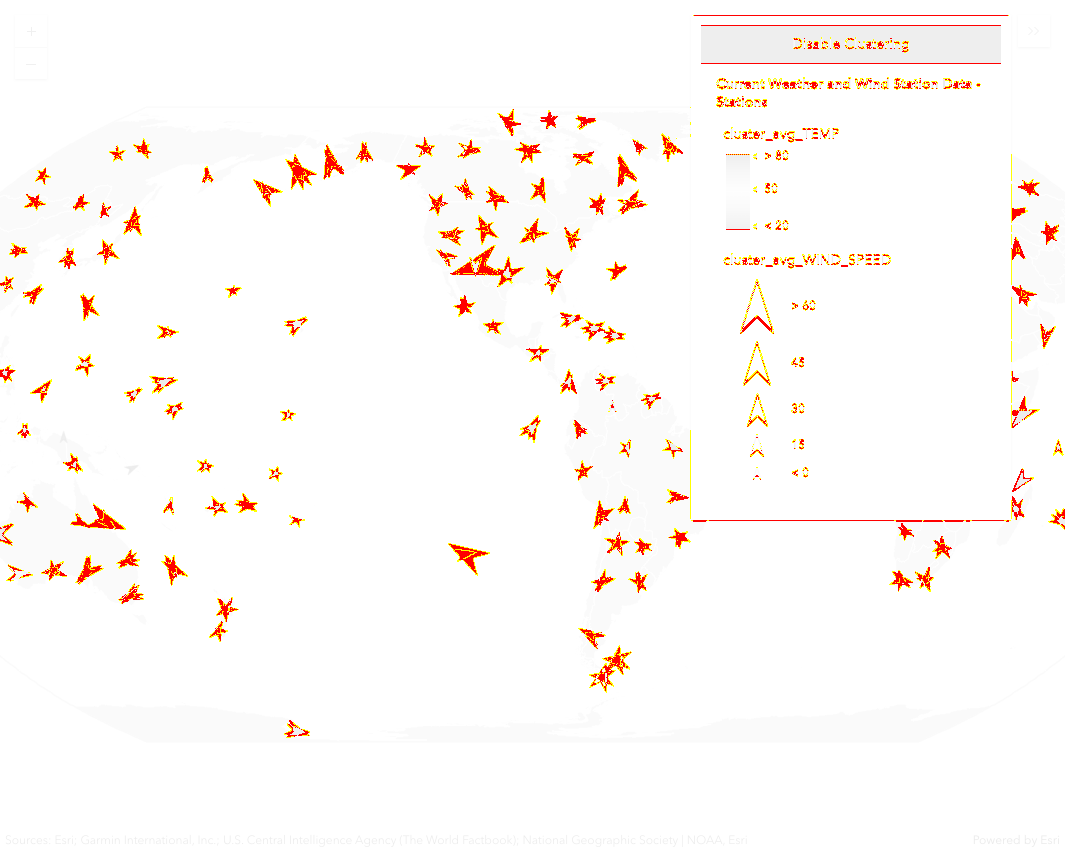 +
−
»
Disable Clustering
Current Weather and Wind Station Data -
Stations
cluster_avg_TEMP
> 80
50
< 20
cluster_avg_WIND_SPEED
> 60
45
30
15
< 0
Sources: Esri; Garmin International, Inc.; U.S. Central Intelligence Agency (The World Factbook); National Geographic Society | NOAA, Esri
Powered by Esri